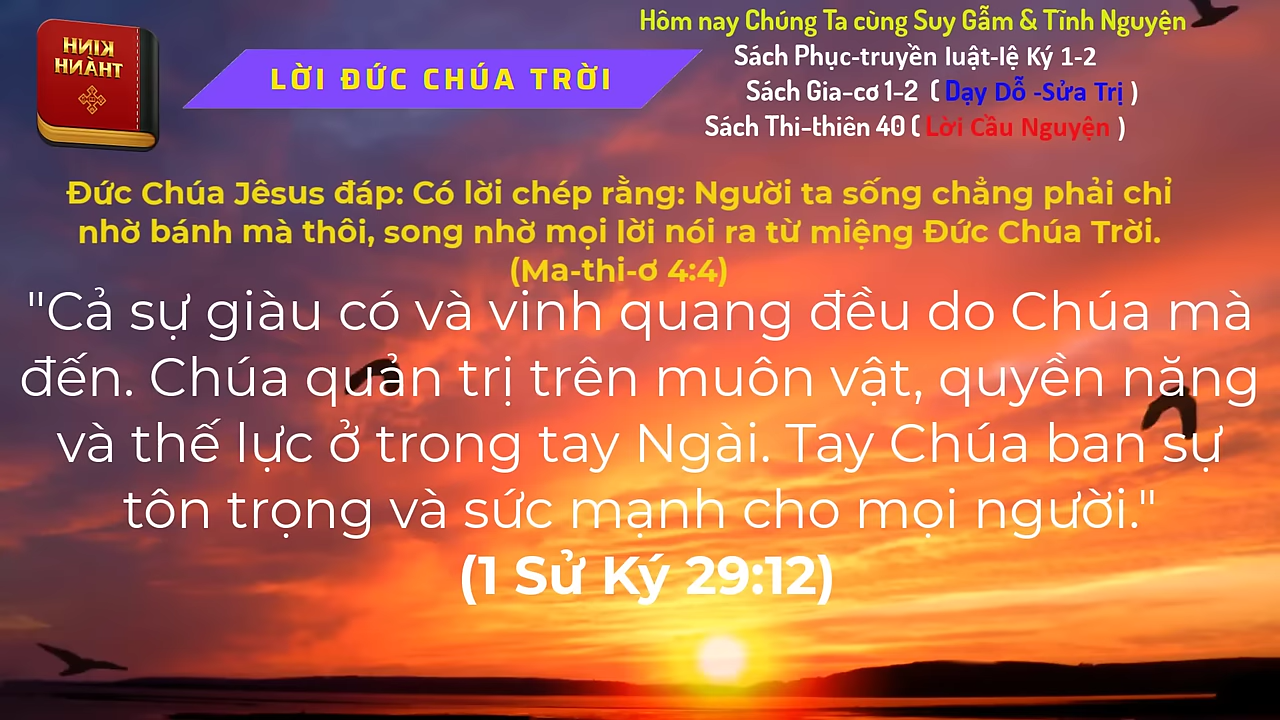 KINH
THÀNH
LỜI ĐỨC CHÚA TRỜI
Hôm nay Chúng Ta cùng Suy Gẫm & Tĩnh Nguyện
Sách Phục-truyền luật-lệ Ký 1-2
Sách Gia-cơ 1-2 ( Dạy Dỗ -Sửa Trị )
Sách Thi-thiên 40 ( Lời Cầu Nguyện )
Đức Chúa Jêsus đáp: Có lời chép rằng: Người ta sống chẳng phải chỉ
nhờ bánh mà thôi, song nhờ mọi lời nói ra từ miệng Đức Chúa Trời.
(Ma-thi-ơ 4:4)
"Cả sự giàu có và vinh quang đều do Chúa mà
đến. Chúa quản trị trên muôn vật, quyền năng
và thế lực ở trong tay Ngài. Tay Chúa ban sự
tôn trọng và sức mạnh cho mọi người."
(1 Sử Ký 29:12)